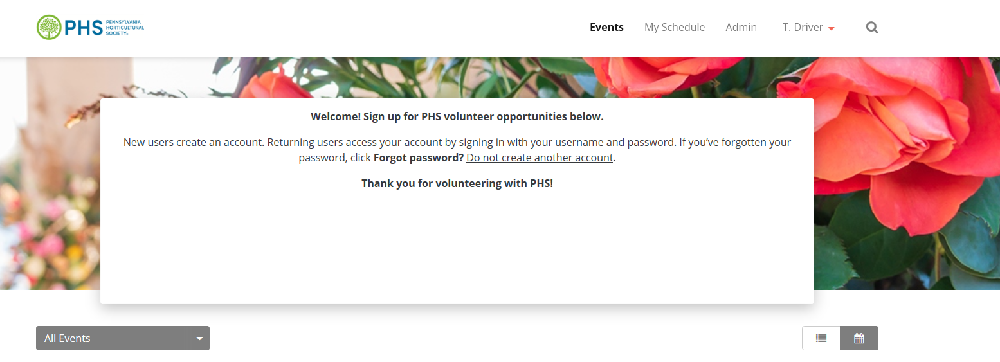 PHS PENNSYLVANIA
HORTICULTURAL
SOCIETY®
Events My Schedule Admin T. Driver
Welcome! Sign up for PHS volunteer opportunities below.
New users create an account. Returning users access your account by signing in with your username and password. If you’ve forgotten your
password, click Forgot password? Do not create another account.
Thank you for volunteering with PHS!
All Events